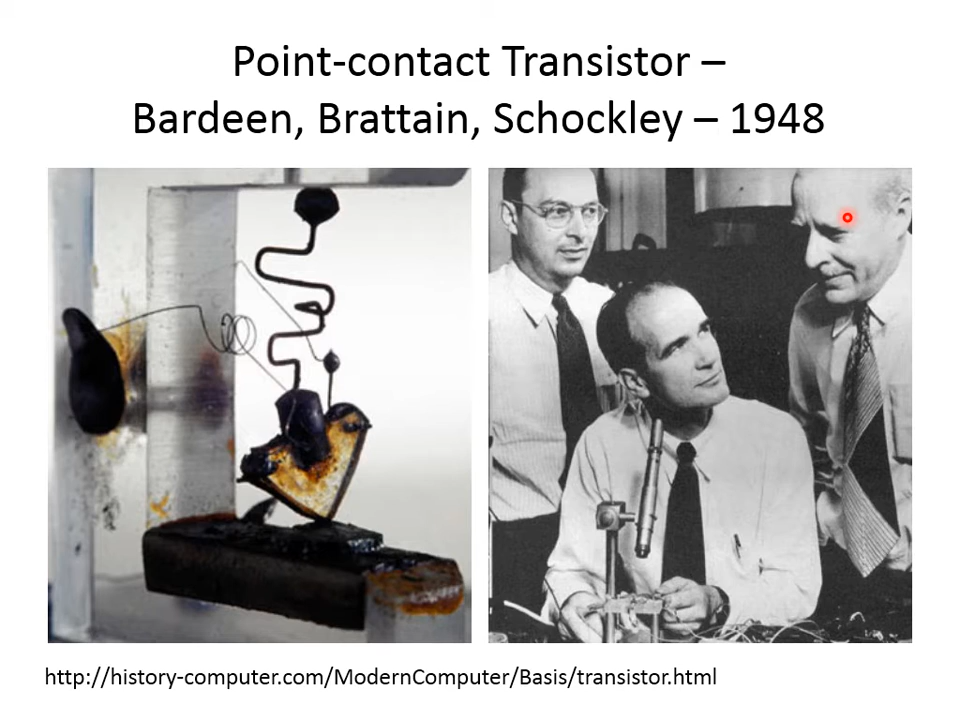 Point-contact Transistor –
Bardeen, Brattain, Schockley – 1948
http://history-computer.com/ModernComputer/Basis/transistor.html